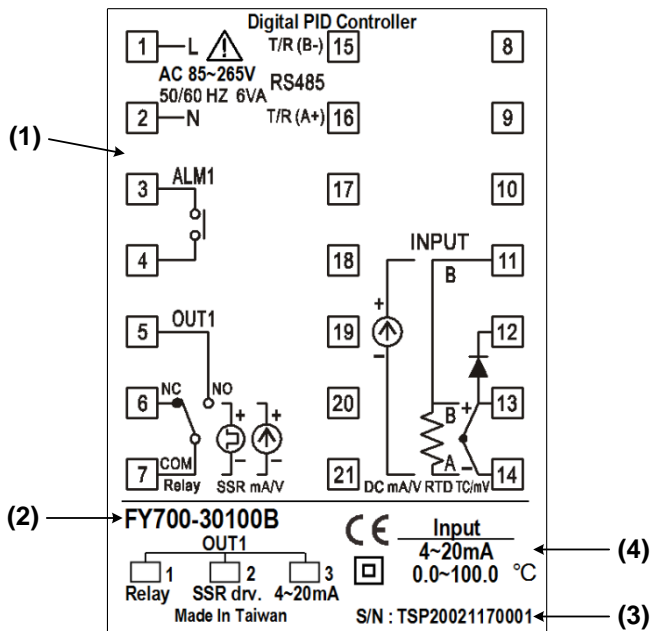 Digital PID Controller
1 L T/R (B-) 15 8
AC 85~265V
50/60 HZ 6VA RS485
2 N T/R (A+) 16 9
(1)
3 ALM1 17 10
4 18 INPUT 11
B
+
5 OUT1 19 12
−
6 NC NO + + 20 B + 13
7 COM − − 21 A − 14
Relay SSR mA/V DC mA/V RTD TC/mV
(2) FY700-30100B
CE Input
OUT1 4~20mA (4)
1 2 3 0.0~100.0 °C
Relay SSR drv. 4~20mA
Made In Taiwan S/N : TSP20021170001 (3)